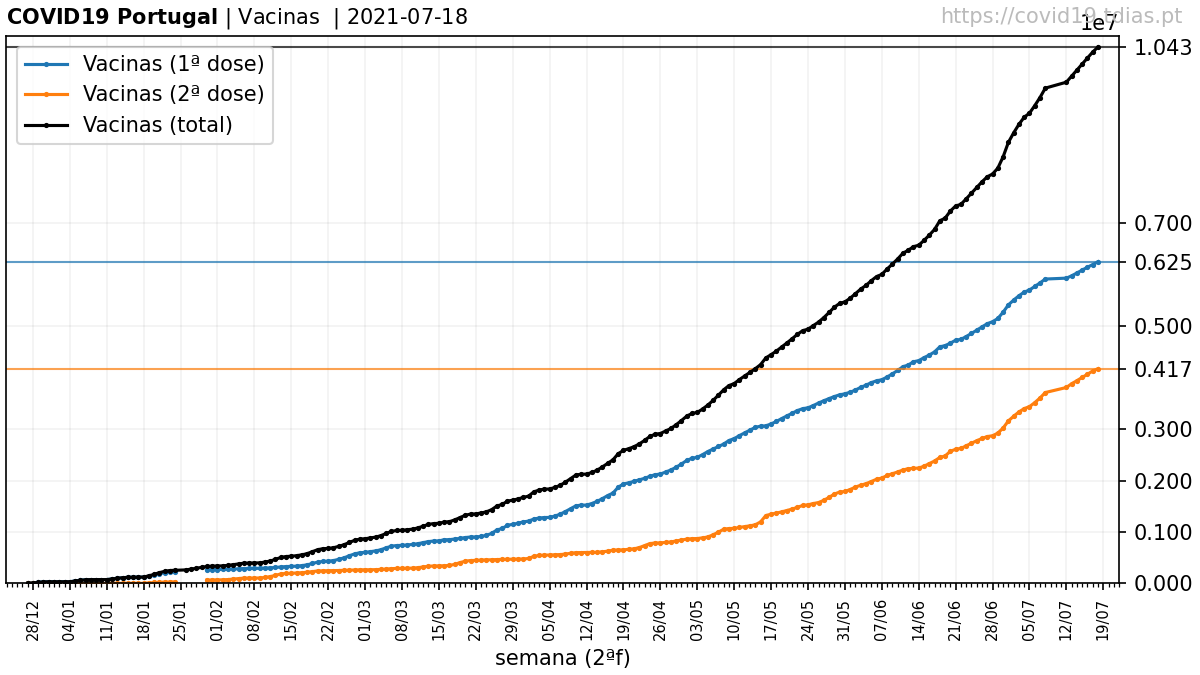 COVID19 Portugal | Vacinas | 2021-07-18
https://covid19.tdias.pt
1e7
Vacinas (1ª dose)
Vacinas (2ª dose)
Vacinas (total)
1.043
0.700
0.625
0.500
0.417
0.300
0.200
0.100
0.000
28/12 04/01 11/01 18/01 25/01 01/02 08/02 15/02 22/02 01/03 08/03 15/03 22/03 29/03 05/04 12/04 19/04 26/04 03/05 10/05 17/05 24/05 31/05 07/06 14/06 21/06 28/06 05/07 12/07 19/07
semana (2ªf)